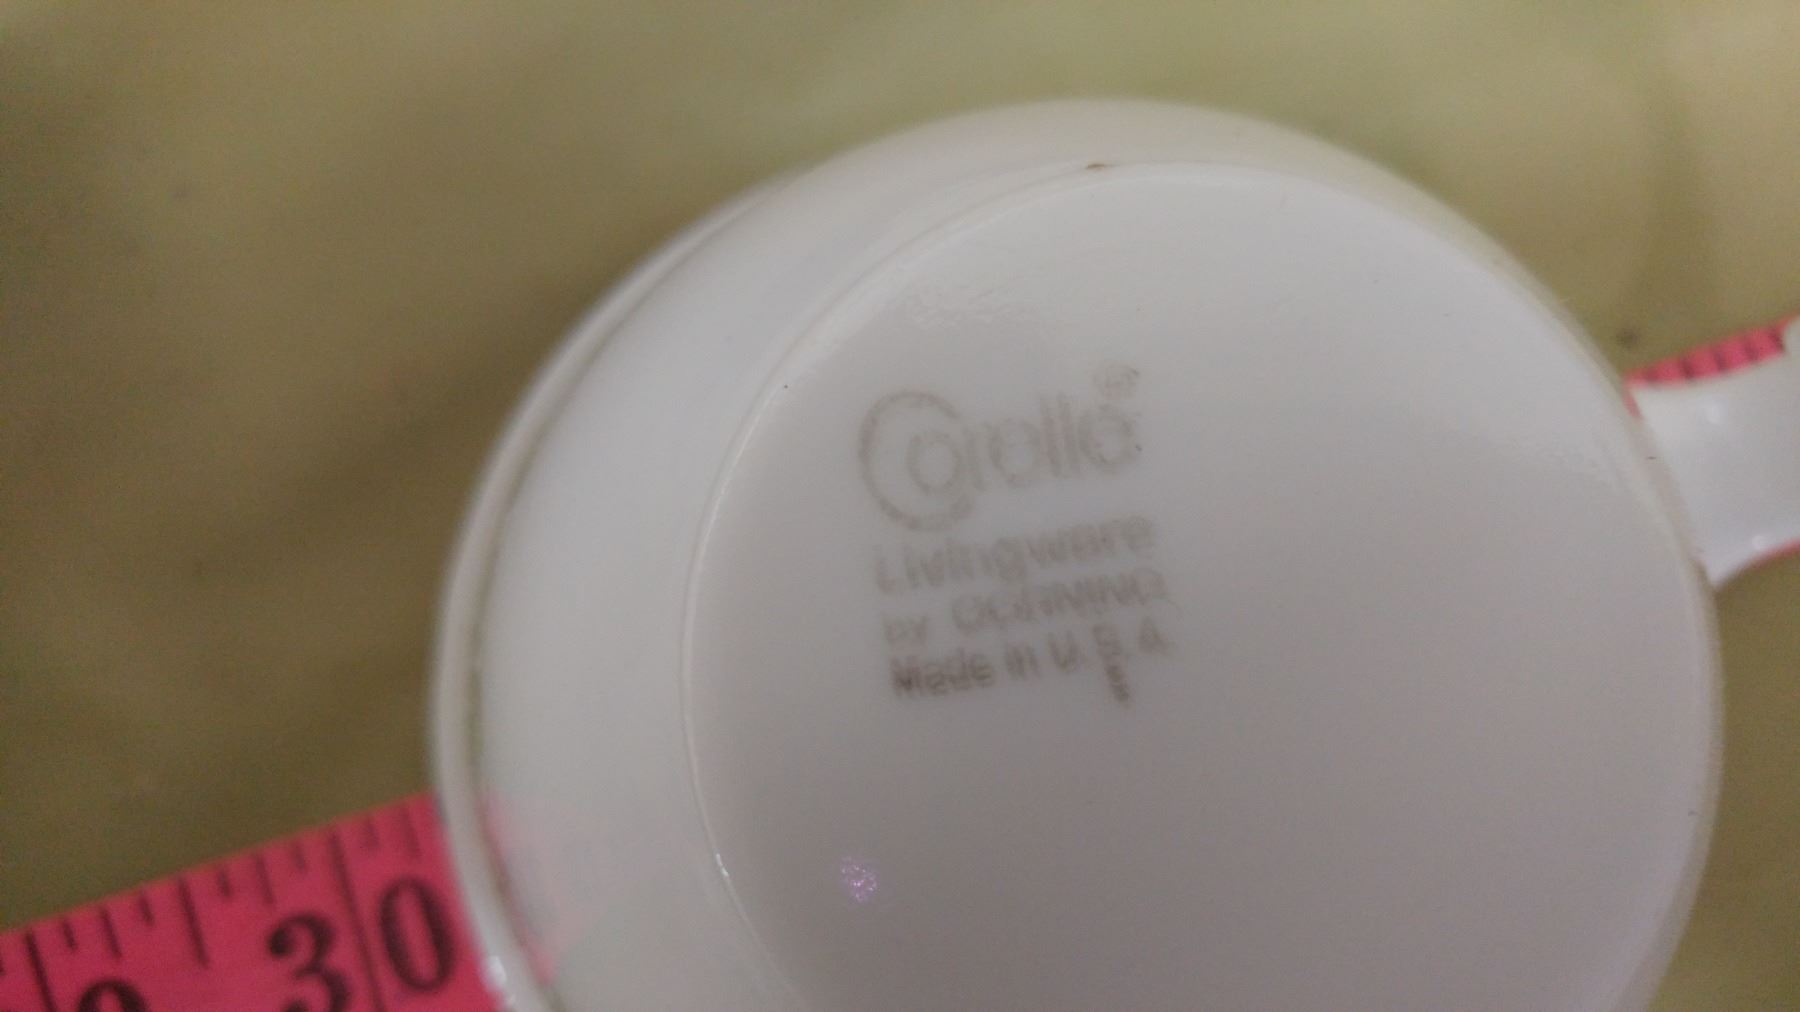 Corelle®
Livingware
by CORNING
Made in U.S.A.
30